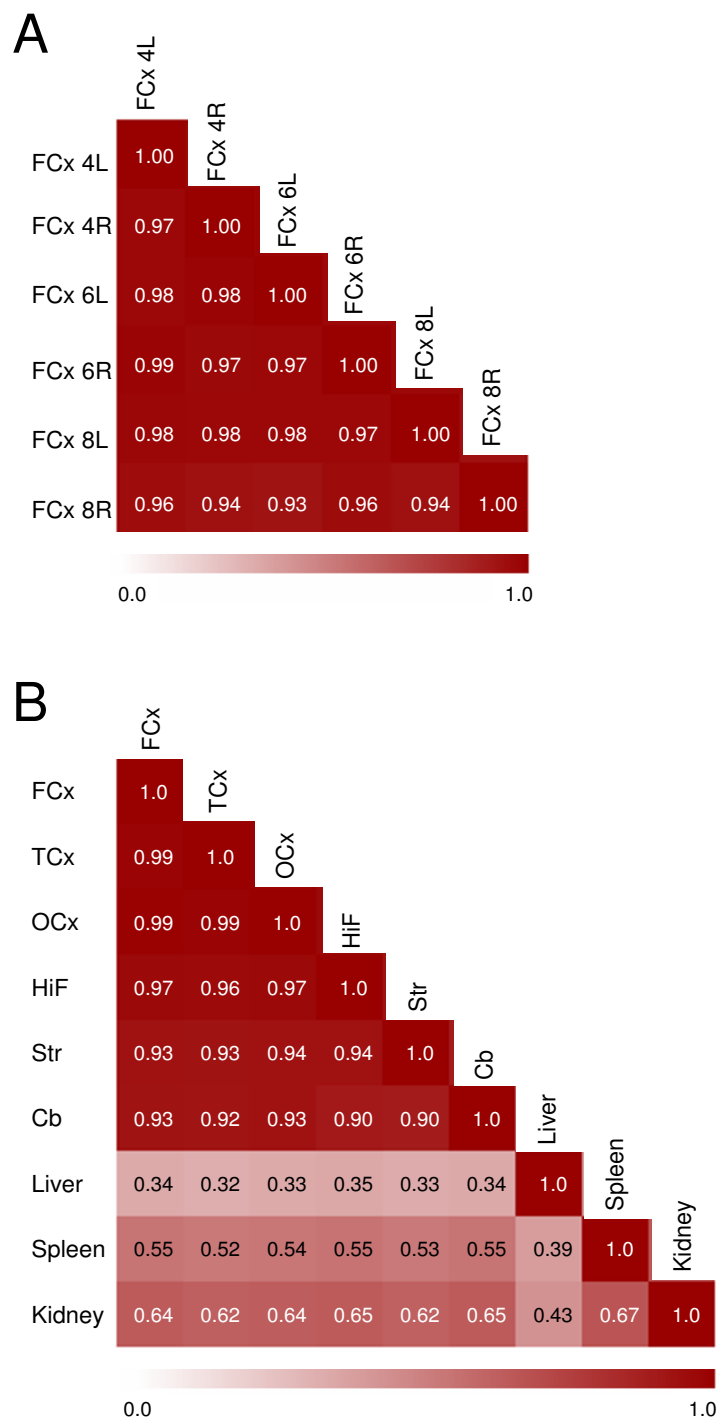 A
FCx 4L
FCx 4R
FCx 6L
FCx 6R
FCx 8L
FCx 8R
FCx 4L 1.00
FCx 4R 0.97 1.00
FCx 6L 0.98 0.98 1.00
FCx 6R 0.99 0.97 0.97 1.00
FCx 8L 0.98 0.98 0.98 0.97 1.00
FCx 8R 0.96 0.94 0.93 0.96 0.94 1.00
0.0 1.0
B
FCx
TCx
OCx
HiF
Str
Cb
Liver
Spleen
Kidney
FCx 1.0
TCx 0.99 1.0
OCx 0.99 0.99 1.0
HiF 0.97 0.96 0.97 1.0
Str 0.93 0.93 0.94 0.94 1.0
Cb 0.93 0.92 0.93 0.90 0.90 1.0
Liver 0.34 0.32 0.33 0.35 0.33 0.34 1.0
Spleen 0.55 0.52 0.54 0.55 0.53 0.55 0.39 1.0
Kidney 0.64 0.62 0.64 0.65 0.62 0.65 0.43 0.67 1.0
0.0 1.0